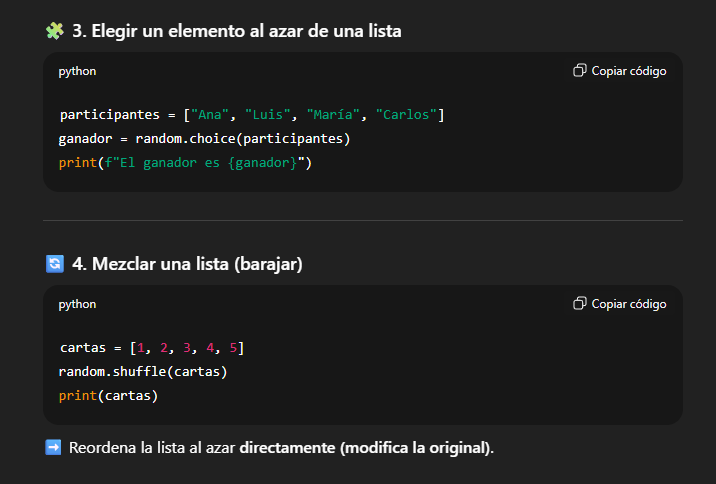 🧩 3. Elegir un elemento al azar de una lista
python
Copiar código
participantes = ["Ana", "Luis", "María", "Carlos"]
ganador = random.choice(participantes)
print(f"El ganador es {ganador}")
🔄 4. Mezclar una lista (barajar)
python
Copiar código
cartas = [1, 2, 3, 4, 5]
random.shuffle(cartas)
print(cartas)
➡️ Reordena la lista al azar directamente (modifica la original).